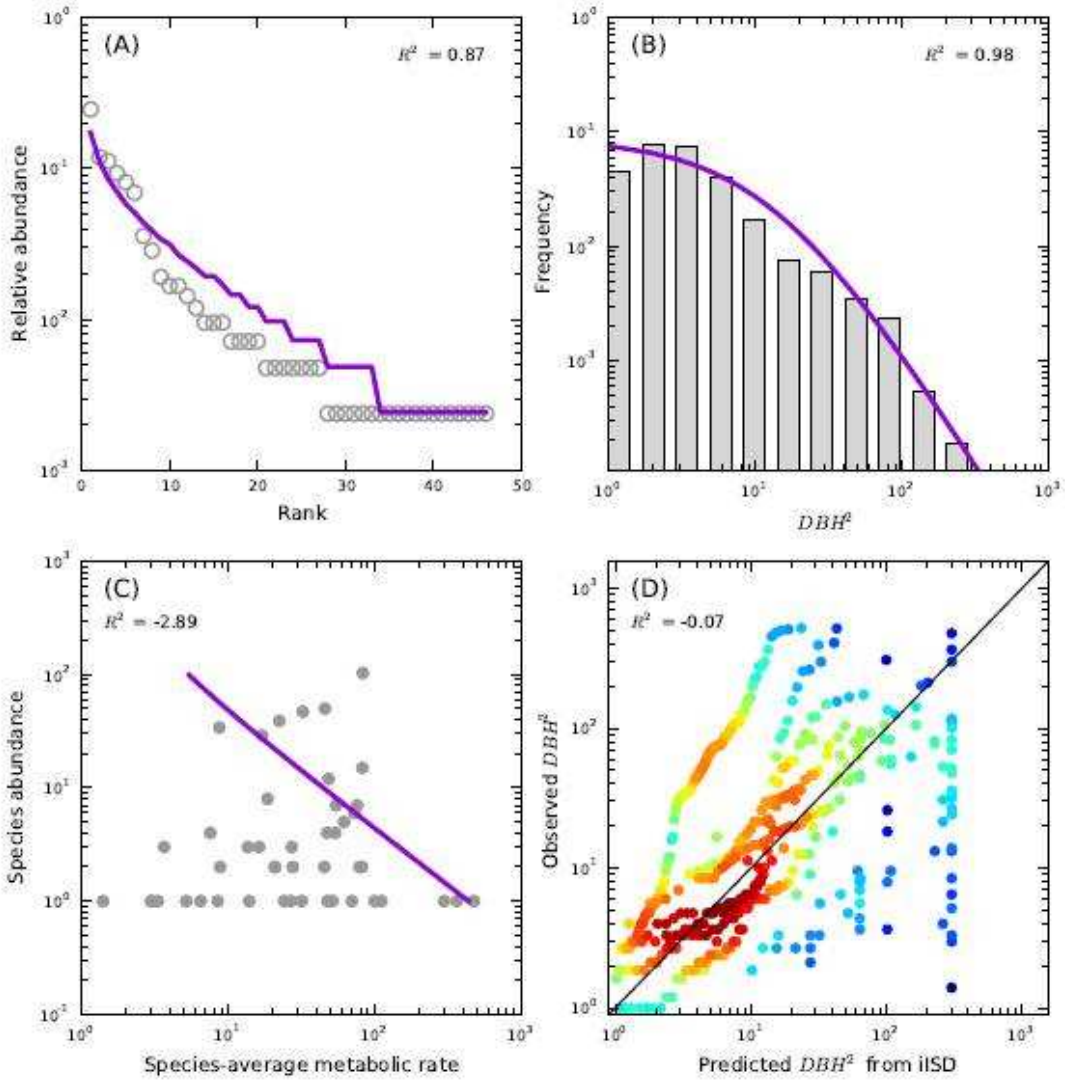 (A)
R² = 0.87
10⁰
10⁻¹
10⁻²
10⁻³
0
10
20
30
40
50
Relative abundance
Rank
(B)
R² = 0.98
10⁰
10⁻¹
10⁻²
10⁻³
10⁰
10¹
10²
10³
Frequency
DBH²
(C)
R² = -2.89
10³
10²
10¹
10⁰
10⁻¹
10⁰
10¹
10²
10³
Species abundance
Species-average metabolic rate
(D)
R² = -0.07
10³
10²
10¹
10⁰
10⁰
10¹
10²
10³
Observed DBH²
Predicted DBH² from iISD